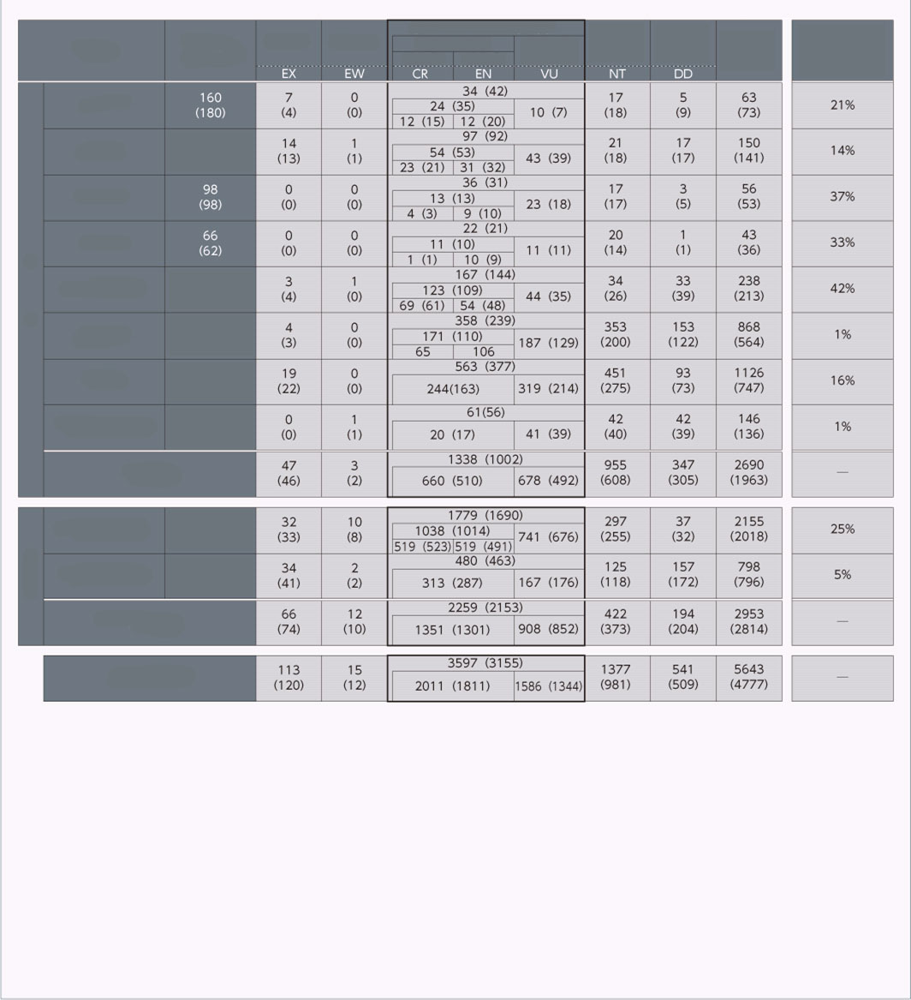 EX EW CR EN VU NT DD
160 7 0 34 (42) 17 5 63 21%
(180) (4) (0) 24 (35) 10 (7) (18) (9) (73)
12 (15) 12 (20)
14 1 97 (92) 21 17 150 14%
(13) (1) 54 (53) 43 (39) (18) (17) (141)
23 (21) 31 (32)
98 0 0 36 (31) 17 3 56 37%
(98) (0) (0) 13 (13) 23 (18) (17) (5) (53)
4 (3) 9 (10)
66 0 0 22 (21) 20 1 43 33%
(62) (0) (0) 11 (10) 11 (11) (14) (1) (36)
1 (1) 10 (9)
3 1 167 (144) 34 33 238 42%
(4) (0) 123 (109) 44 (35) (26) (39) (213)
69 (61) 54 (48)
4 0 358 (239) 353 153 868 1%
(3) (0) 171 (110) 187 (129) (200) (122) (564)
65 106
19 0 563 (377) 451 93 1126 16%
(22) (0) 244(163) 319 (214) (275) (73) (747)
0 1 61(56) 42 42 146 1%
(0) (1) 20 (17) 41 (39) (40) (39) (136)
47 3 1338 (1002) 955 347 2690 —
(46) (2) 660 (510) 678 (492) (608) (305) (1963)
32 10 1779 (1690) 297 37 2155 25%
(33) (8) 1038 (1014) 741 (676) (255) (32) (2018)
519 (523) 519 (491)
34 2 480 (463) 125 157 798 5%
(41) (2) 313 (287) 167 (176) (118) (172) (796)
66 12 2259 (2153) 422 194 2953 —
(74) (10) 1351 (1301) 908 (852) (373) (204) (2814)
113 15 3597 (3155) 1377 541 5643 —
(120) (12) 2011 (1811) 1586 (1344) (981) (509) (4777)